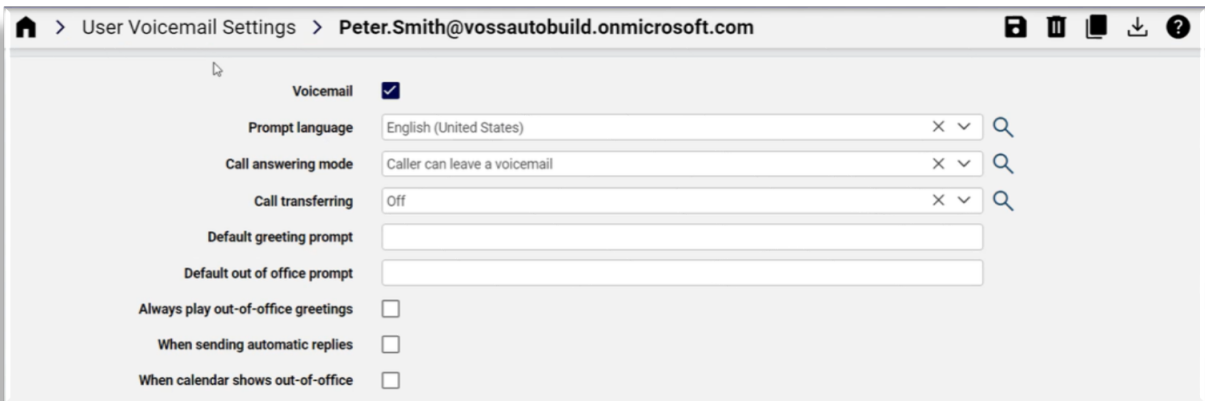 User Voicemail Settings > Peter.Smith@vossautobuild.onmicrosoft.com
Voicemail
Prompt language English (United States)
Call answering mode Caller can leave a voicemail
Call transferring Off
Default greeting prompt
Default out of office prompt
Always play out-of-office greetings
When sending automatic replies
When calendar shows out-of-office